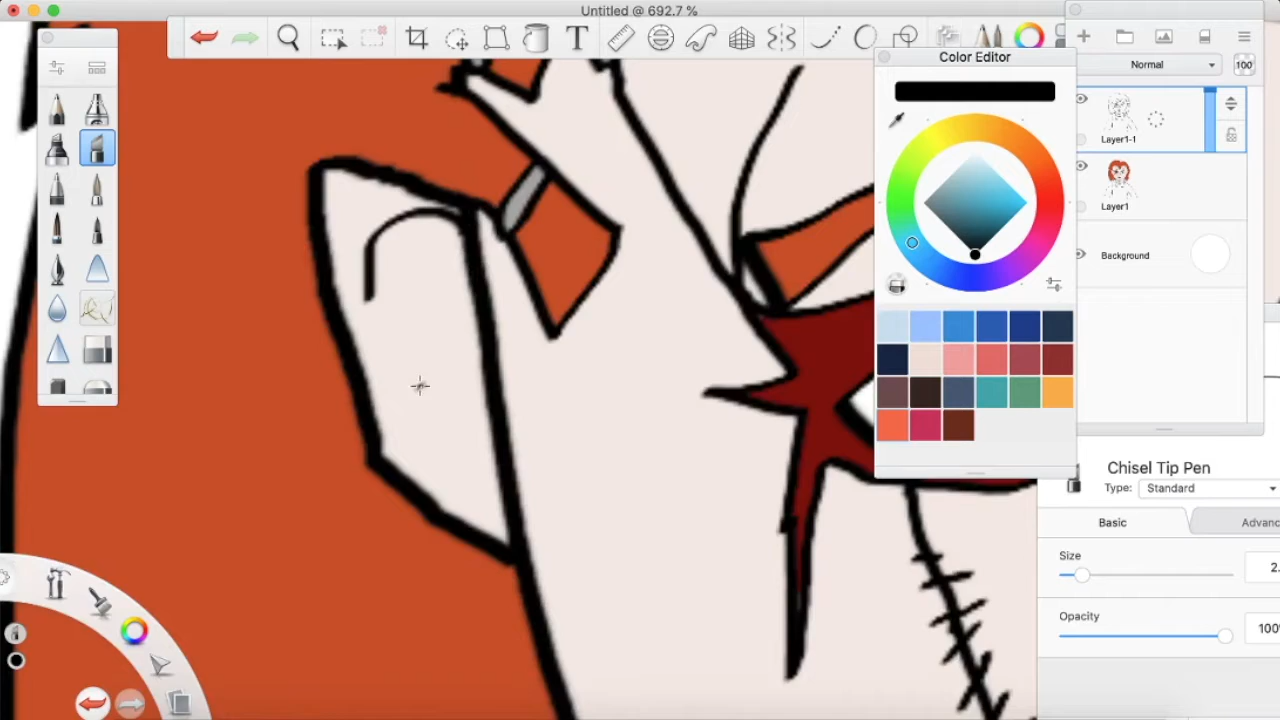 Untitled @ 692.7 %
T
Color Editor
Normal
100
Layer1-1
Layer1
Background
Chisel Tip Pen
Type: Standard
Basic
Advanc
Size
2.
Opacity
100